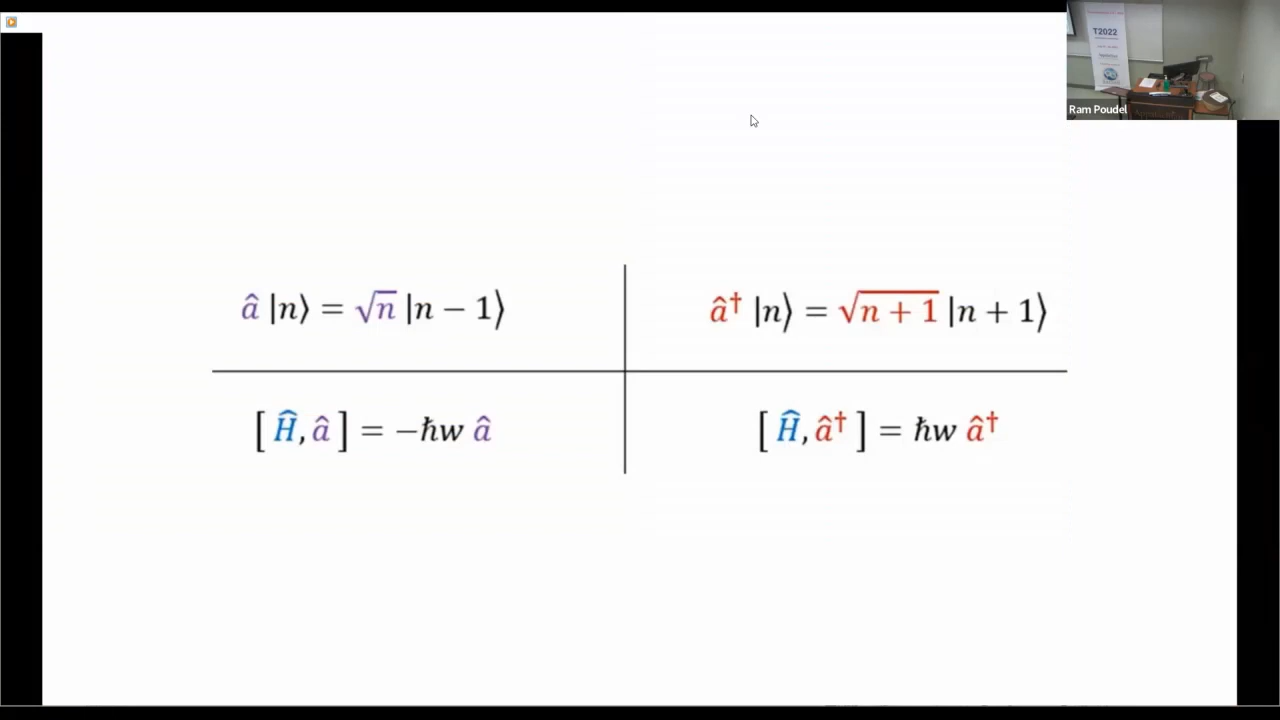 T2022
Ram Poudel
â |n⟩ = √n |n − 1⟩
â† |n⟩ = √(n + 1) |n + 1⟩
[ Ĥ, â ] = −ħw â
[ Ĥ, â† ] = ħw â†